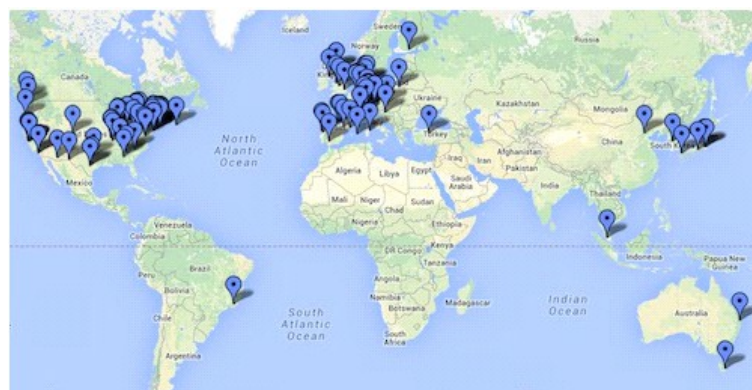 Iceland
Sweden
Norway
Russia
Canada
Ukraine
Kazakhstan
Mongolia
North
Atlantic
Ocean
Turkey
China
South Korea
Iraq
Iran
Afghanistan
Pakistan
Algeria
Libya
Egypt
Saudi
Arabia
India
Mexico
Mali
Niger
Chad
Sudan
Thailand
Nigeria
Ethiopia
Venezuela
Colombia
DR Congo
Kenya
Tanzania
Indonesia
Papua New
Guinea
Peru
Brazil
Bolivia
Angola
Namibia
Botswana
Madagascar
Indian
Ocean
Chile
South
Atlantic
Ocean
South
Africa
Australia
Argentina